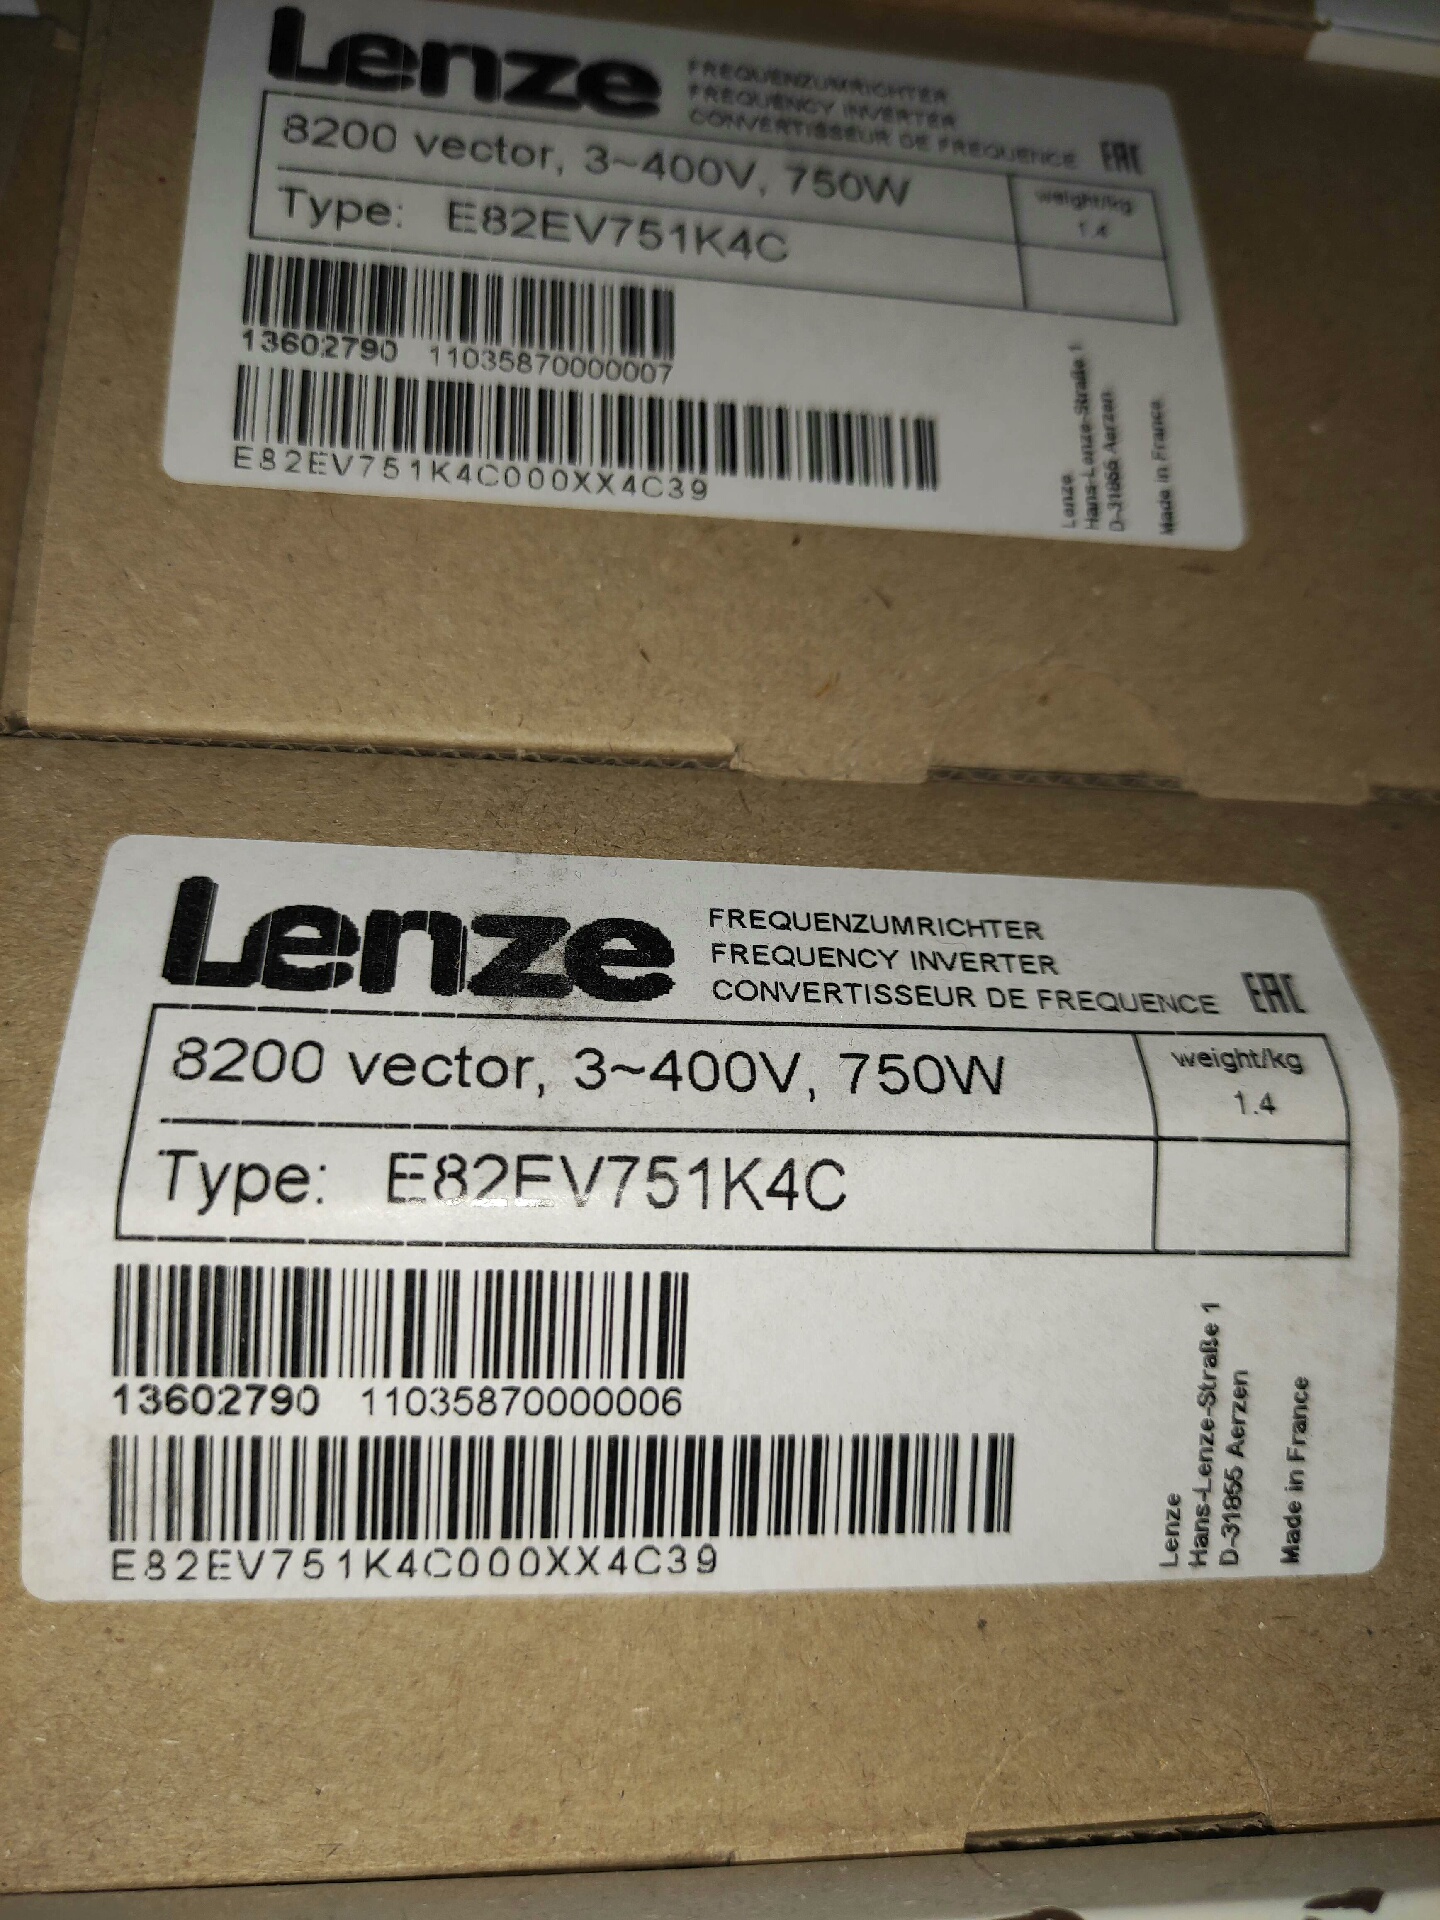 Lenze
FREQUENZUMRICHTER
FREQUENCY INVERTER
CONVERTISSEUR DE FREQUENCE EAC
8200 vector, 3~400V, 750W
weight/kg
1.4
Type: E82EV751K4C
13602790 11035870000007
E82EV751K4C000XX4C39
Lenze
Hans-Lenze-Straße 1
D-31855 Aerzen
Made in France
Lenze
FREQUENZUMRICHTER
FREQUENCY INVERTER
CONVERTISSEUR DE FREQUENCE EAC
8200 vector, 3~400V, 750W
weight/kg
1.4
Type: E82EV751K4C
13602790 11035870000006
E82EV751K4C000XX4C39
Lenze
Hans-Lenze-Straße 1
D-31855 Aerzen
Made in France